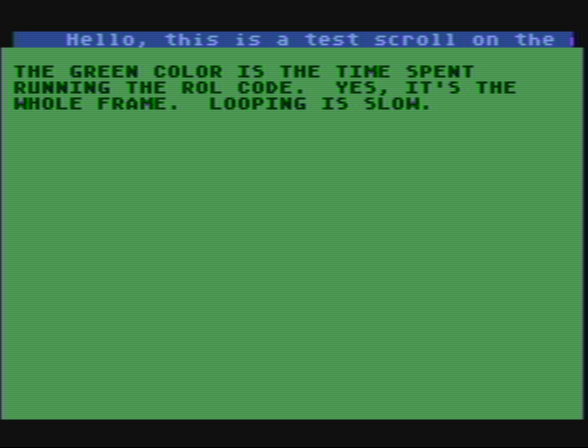 Hello, this is a test scroll on the
THE GREEN COLOR IS THE TIME SPENT
RUNNING THE ROL CODE.  YES, IT'S THE
WHOLE FRAME.  LOOPING IS SLOW.